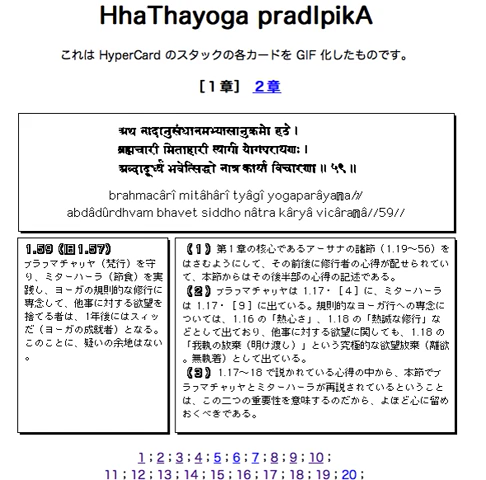 HhaThayoga pradIpikA
これは HyperCard のスタックの各カードを GIF 化したものです。
[１章] ２章
अथ नादानुसंधानमभ्यासानुक्रमो हठे।
ब्रह्मचारी मिताहारी त्यागी योगपरायणः।
अब्दादूर्ध्वं भवेत्सिद्धो नात्र कार्या विचारणा॥५९॥
brahmacârî mitâhârî tyâgî yogaparâyaṇaḥ/
abdâdûrdhvam bhavet siddho nâtra kâryâ vicâraṇâ//59//
1.59（旧1.57）
ブラフマチャリヤ（梵行）を守
り、ミターハーラ（節食）を実
践し、ヨーガの規則的な修行に
専念して、他事に対する欲望を
捨てる者は、1年後にはスィッ
だ（ヨーガの成就者）となる。
このことに、疑いの余地はない
。
（１）第１章の核心であるアーサナの諸節（1.19〜56）を
はさむようにして、その前後に修行者の心得が配せられてい
て、本節からはその後半部の心得の記述である。
（２）ブラフマチャリヤは 1.17・［4］に、ミターハーラ
は 1.17・［9］に出ている。規則的なヨーガ行への専念に
ついては、1.16 の「熱心さ」、1.18 の「熱誠な修行」な
どとして出ており、他事に対する欲望に関しても、1.18 の
「我執の放棄（明け渡し）」という究極的な欲望放棄（離欲
。無執著）として出ている。
（３）1.17〜18 で説かれている心得の中から、本節でブ
ラフマチャリヤとミターハーラが再説されているということ
は、この二つの重要性を意味するのだから、よほど心に留め
おくべきである。
1 ; 2 ; 3 ; 4 ; 5 ; 6 ; 7 ; 8 ; 9 ; 10 ;
11 ; 12 ; 13 ; 14 ; 15 ; 16 ; 17 ; 18 ; 19 ; 20 ;